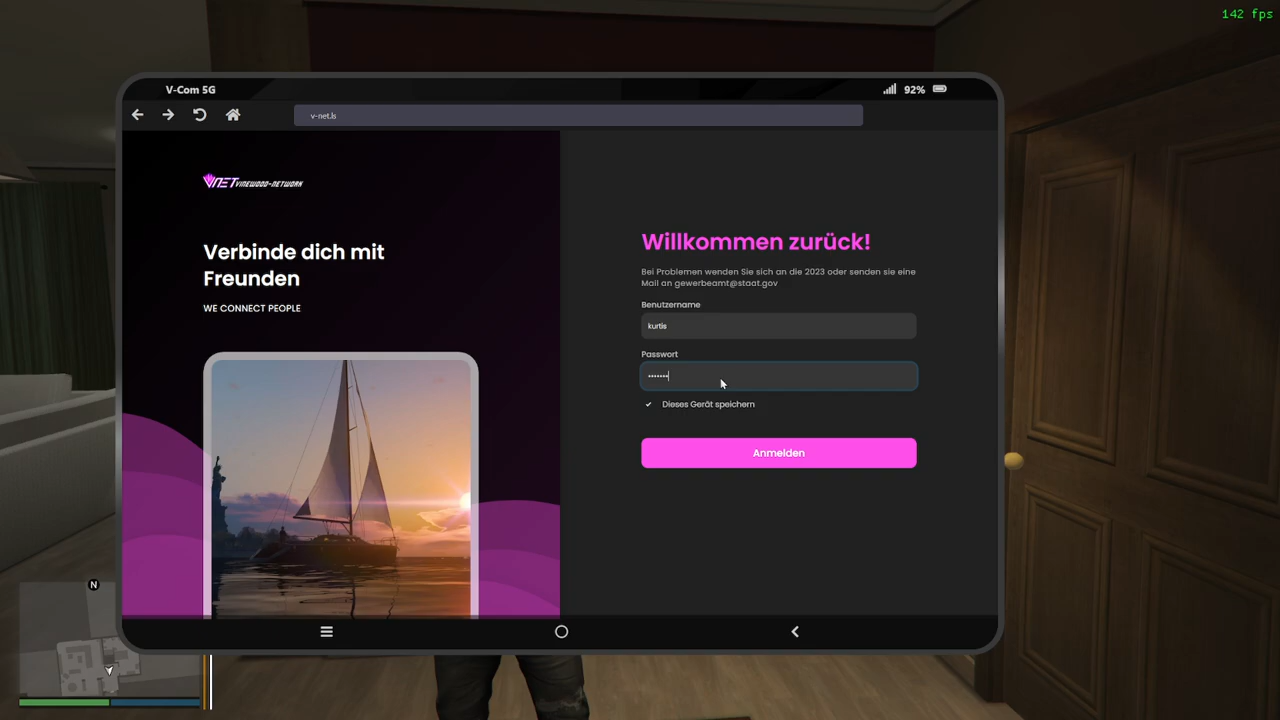 142 fps
V-Com 5G
92%
v-net.ls
VNET VINEWOOD-NETWORK
Verbinde dich mit
Freunden
WE CONNECT PEOPLE
Willkommen zurück!
Bei Problemen wenden Sie sich an die 2023 oder senden sie eine
Mail an gewerbeamt@staat.gov
Benutzername
kurtis
Passwort
•••••••
✓ Dieses Gerät speichern
Anmelden
N